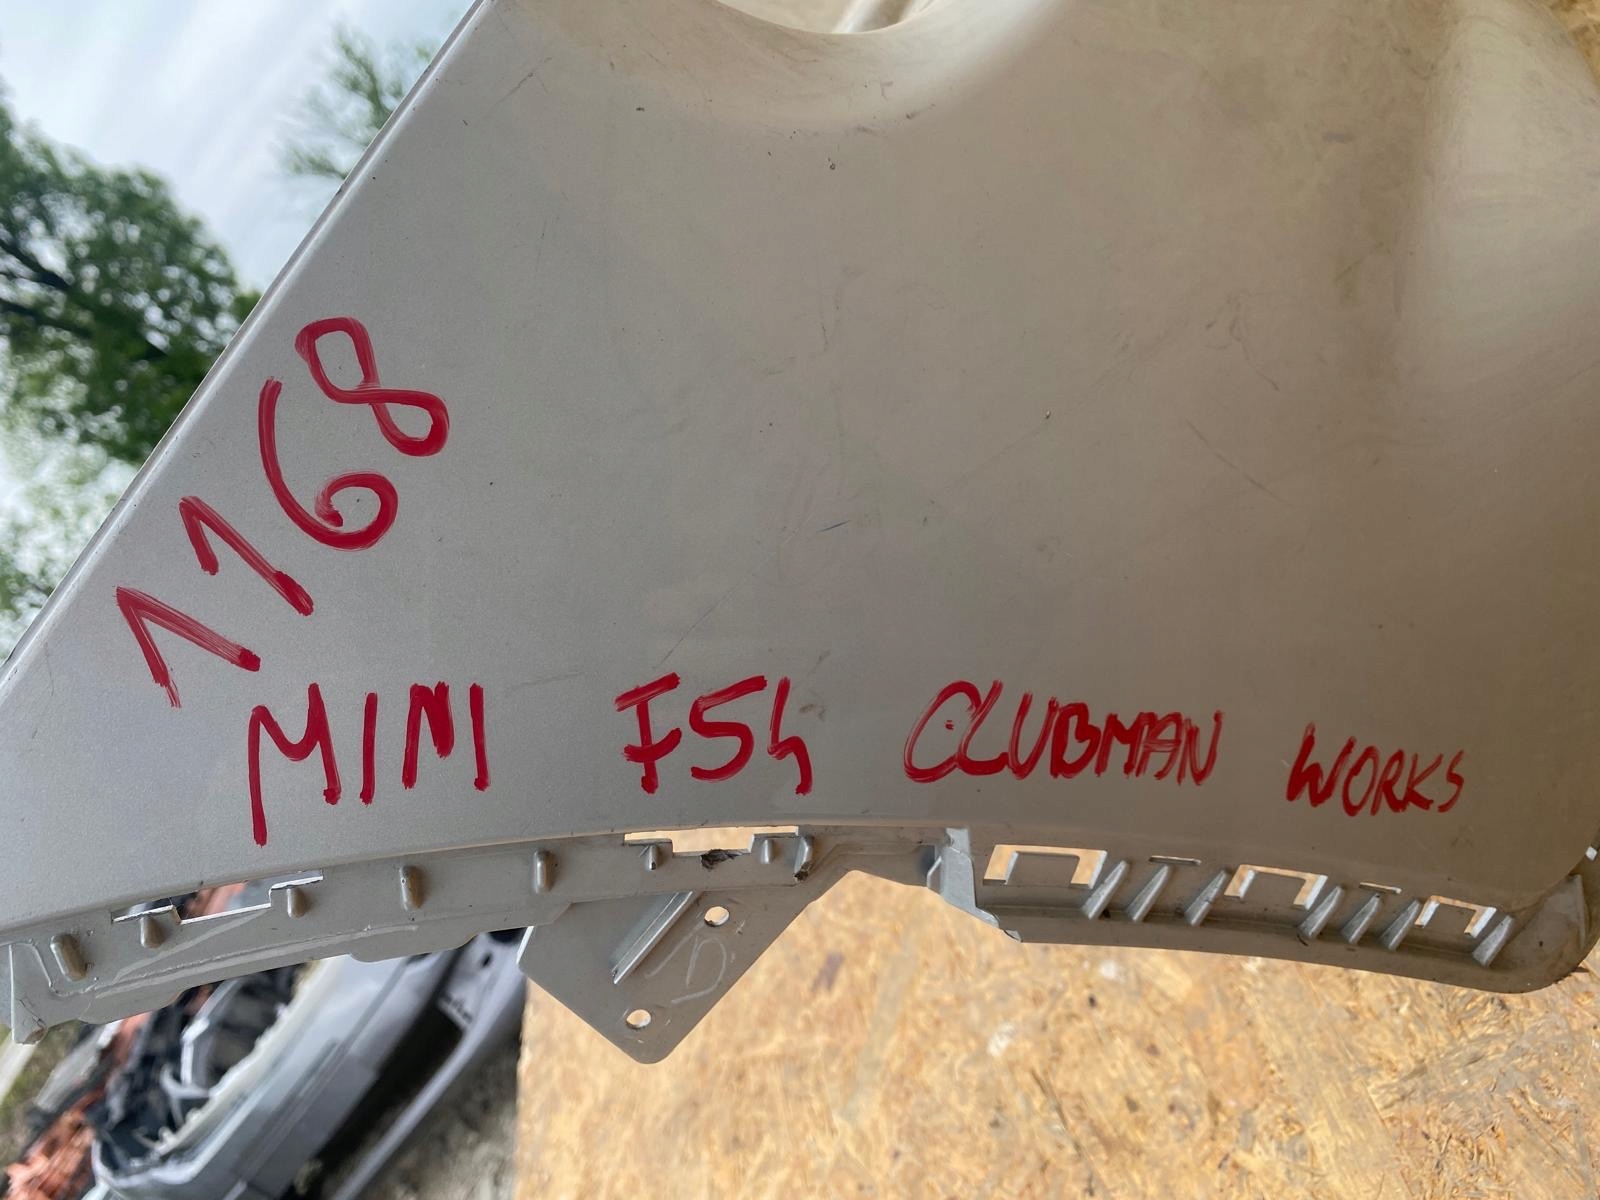 1168
MINI F54 CLUBMAN WORKS